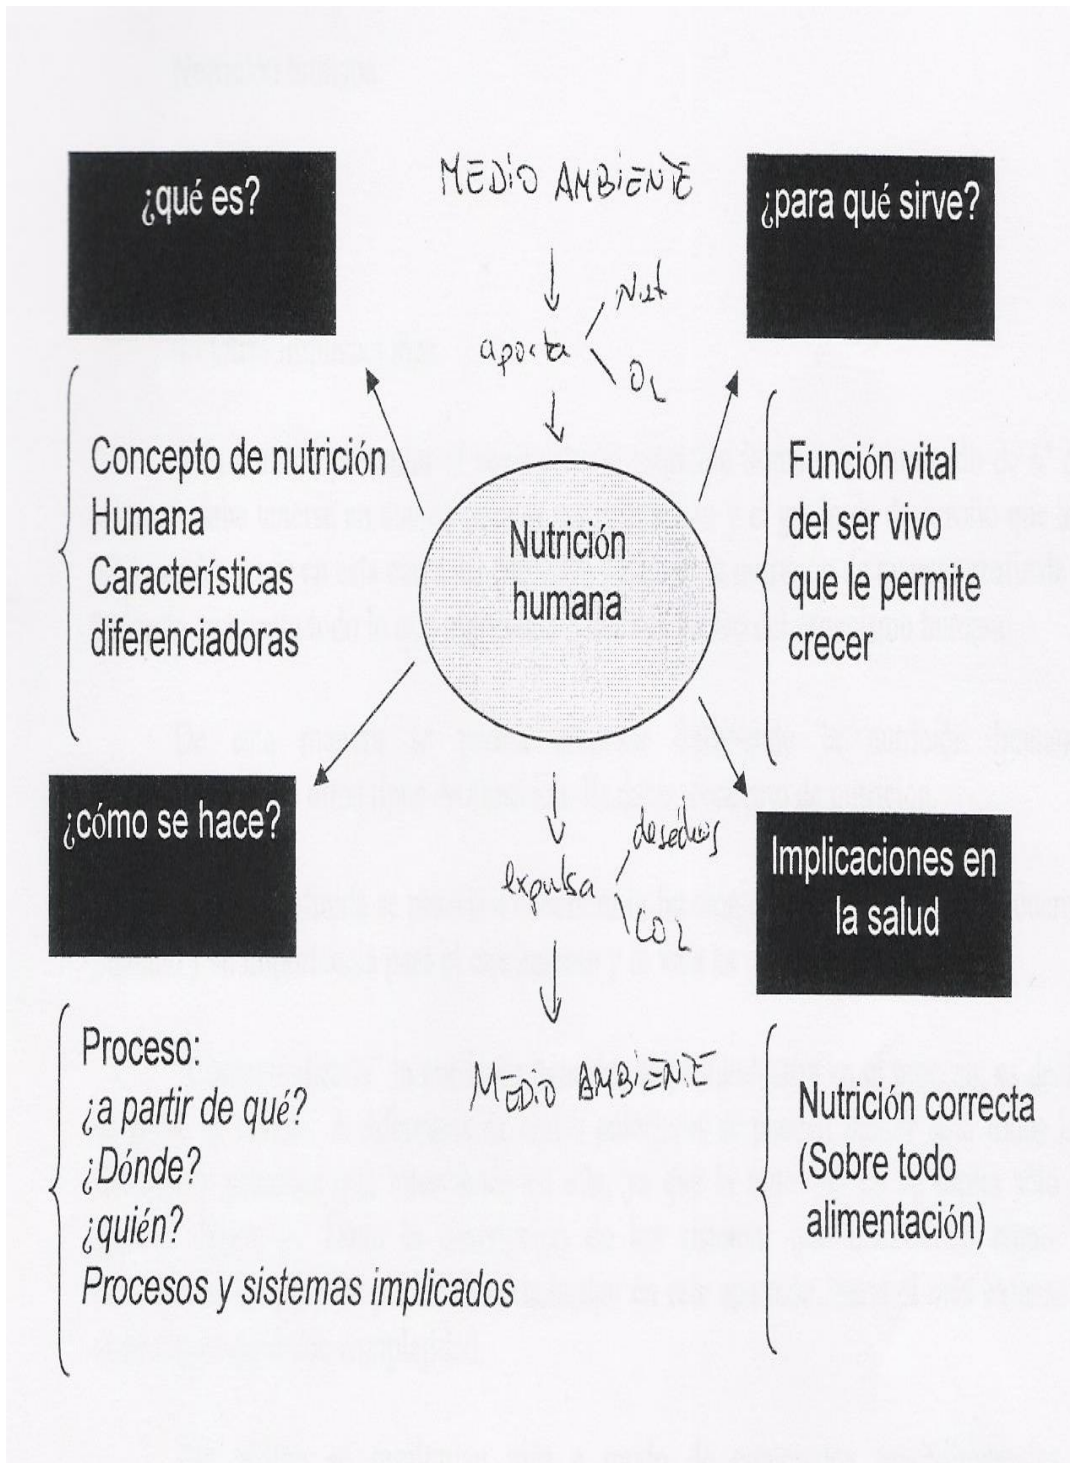 ¿qué es?
MEDIO AMBIENTE
¿para qué sirve?
Nut
aporta
O2
Concepto de nutrición
Humana
Características
diferenciadoras
Nutrición
humana
Función vital
del ser vivo
que le permite
crecer
¿cómo se hace?
expulsa
CO2
Implicaciones en
la salud
MEDIO AMBIENTE
Proceso:
¿a partir de qué?
¿Dónde?
¿quién?
Procesos y sistemas implicados
Nutrición correcta
(Sobre todo
alimentación)